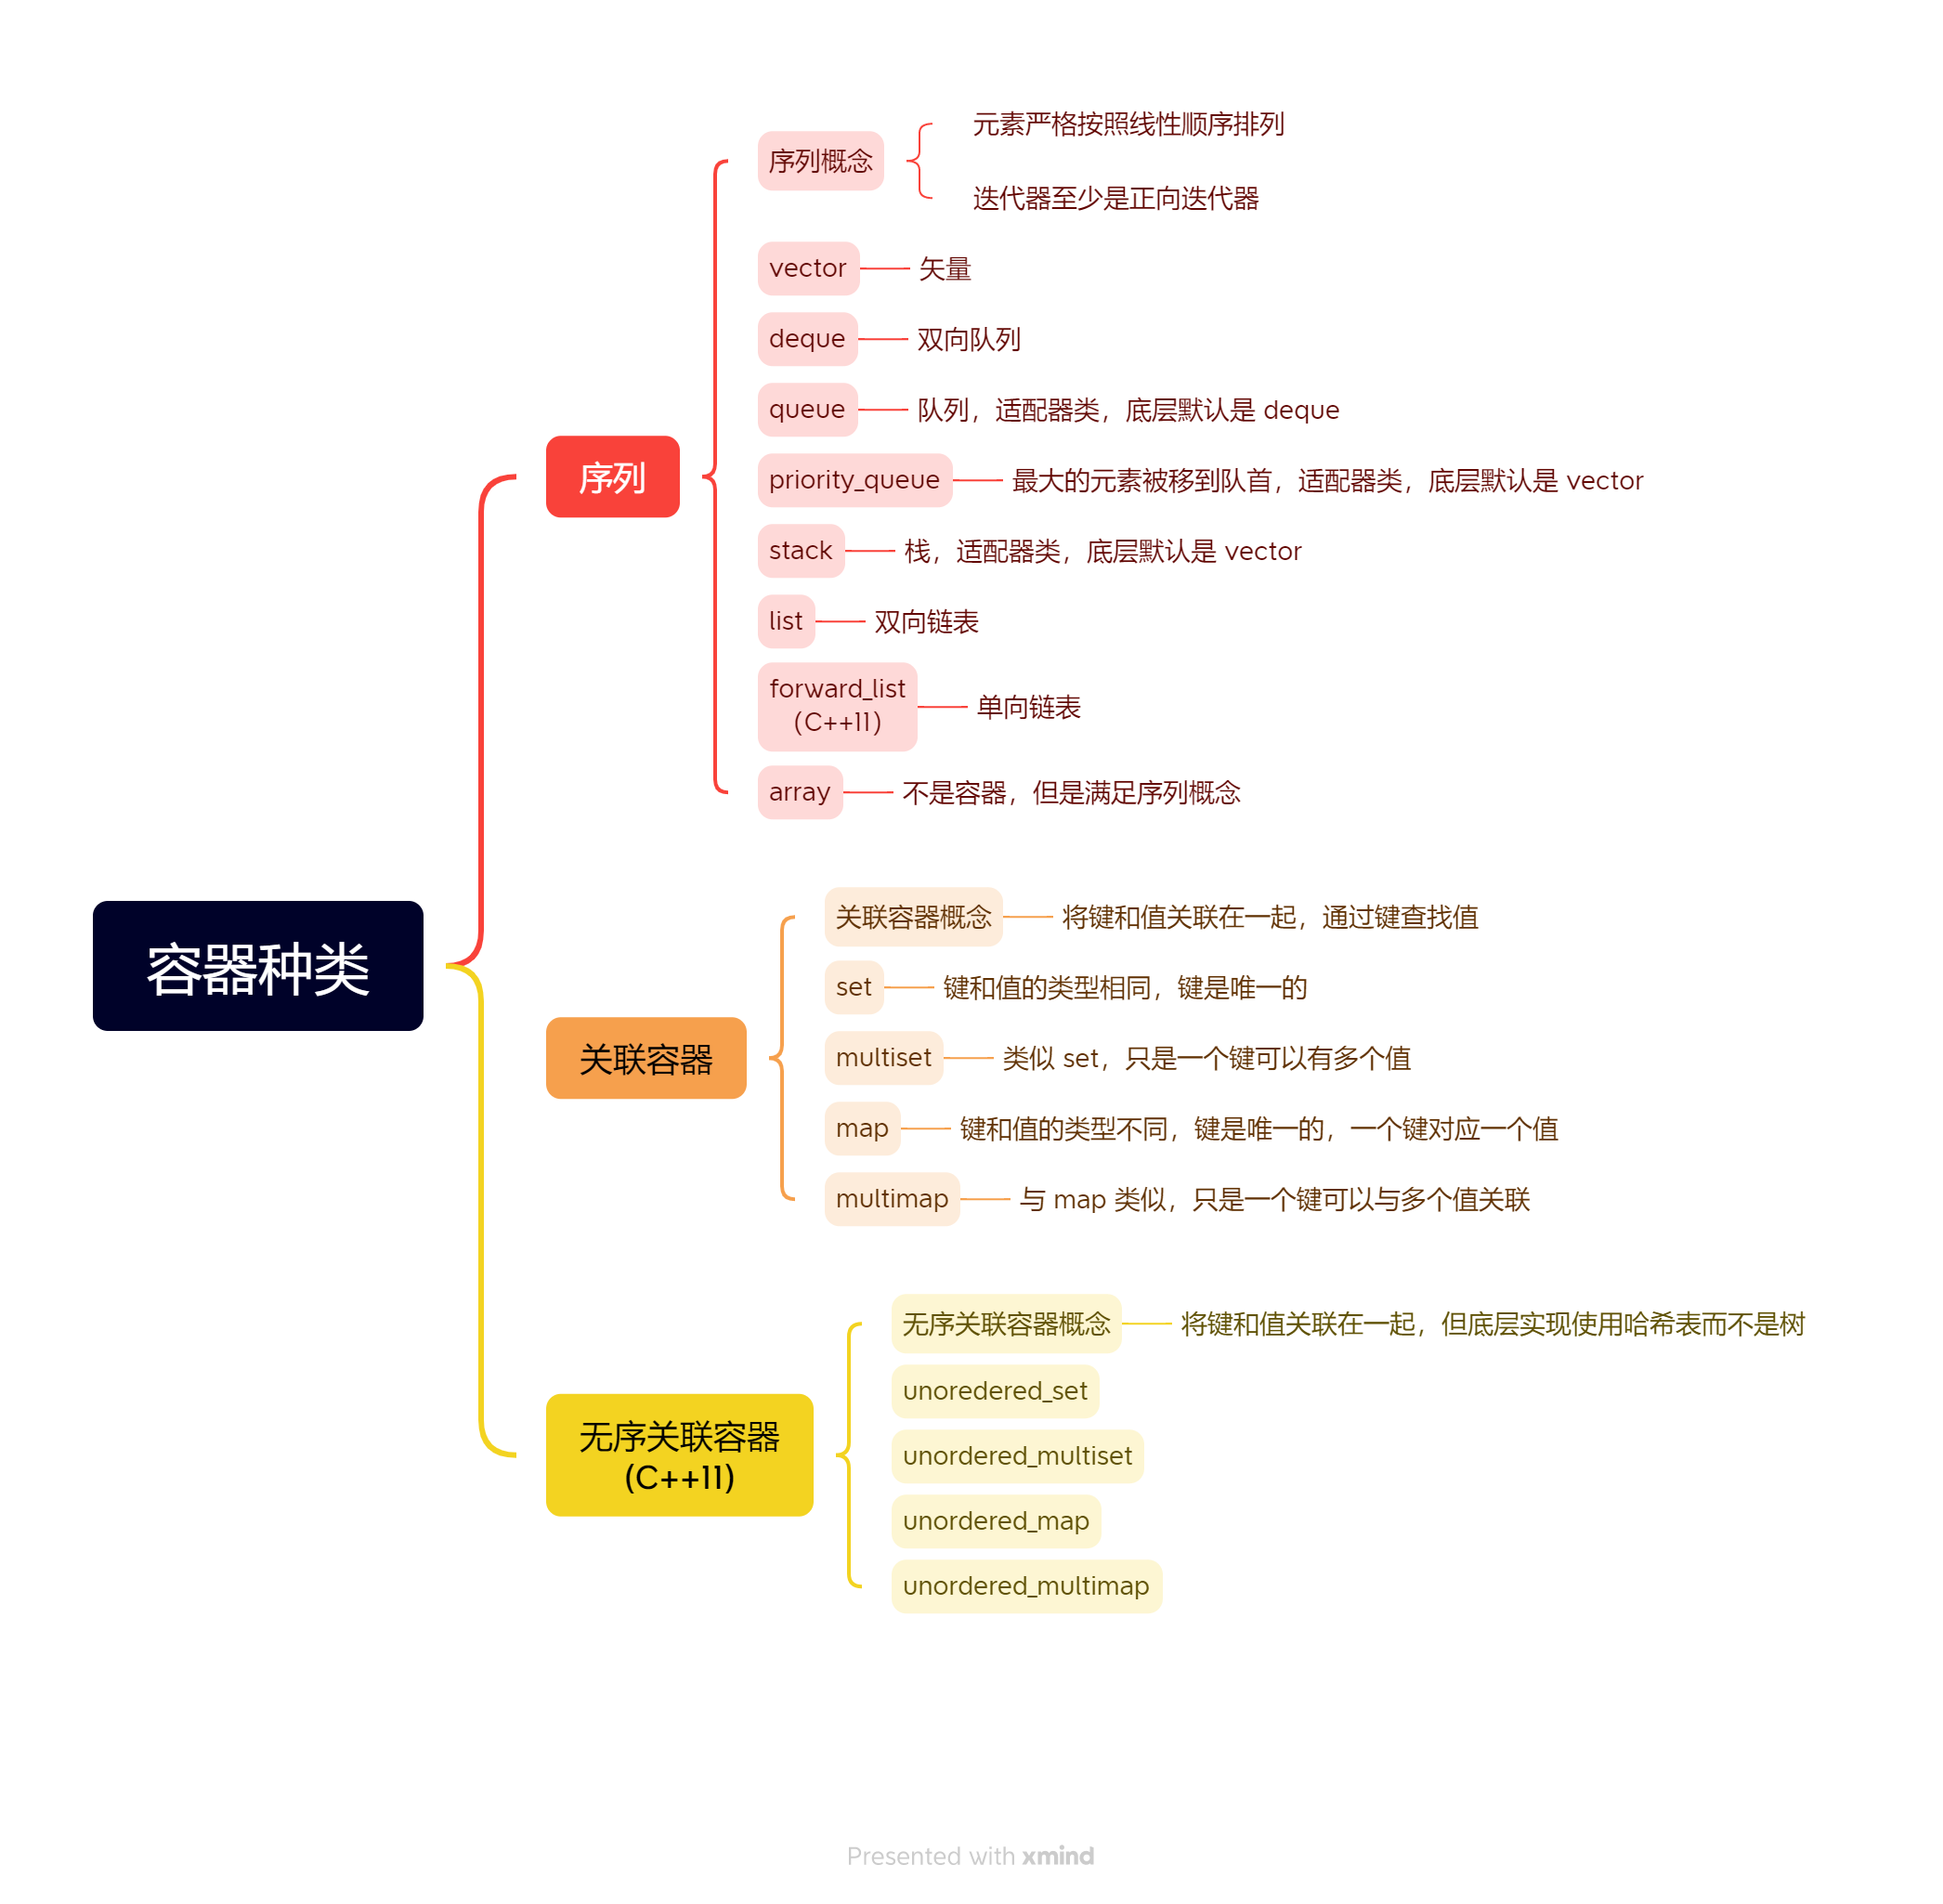 容器种类
序列
序列概念
元素严格按照线性顺序排列
迭代器至少是正向迭代器
vector
矢量
deque
双向队列
queue
队列，适配器类，底层默认是 deque
priority_queue
最大的元素被移到队首，适配器类，底层默认是 vector
stack
栈，适配器类，底层默认是 vector
list
双向链表
forward_list
(C++11)
单向链表
array
不是容器，但是满足序列概念
关联容器
关联容器概念
将键和值关联在一起，通过键查找值
set
键和值的类型相同，键是唯一的
multiset
类似 set，只是一个键可以有多个值
map
键和值的类型不同，键是唯一的，一个键对应一个值
multimap
与 map 类似，只是一个键可以与多个值关联
无序关联容器
(C++11)
无序关联容器概念
将键和值关联在一起，但底层实现使用哈希表而不是树
unoredered_set
unordered_multiset
unordered_map
unordered_multimap
Presented with xmind